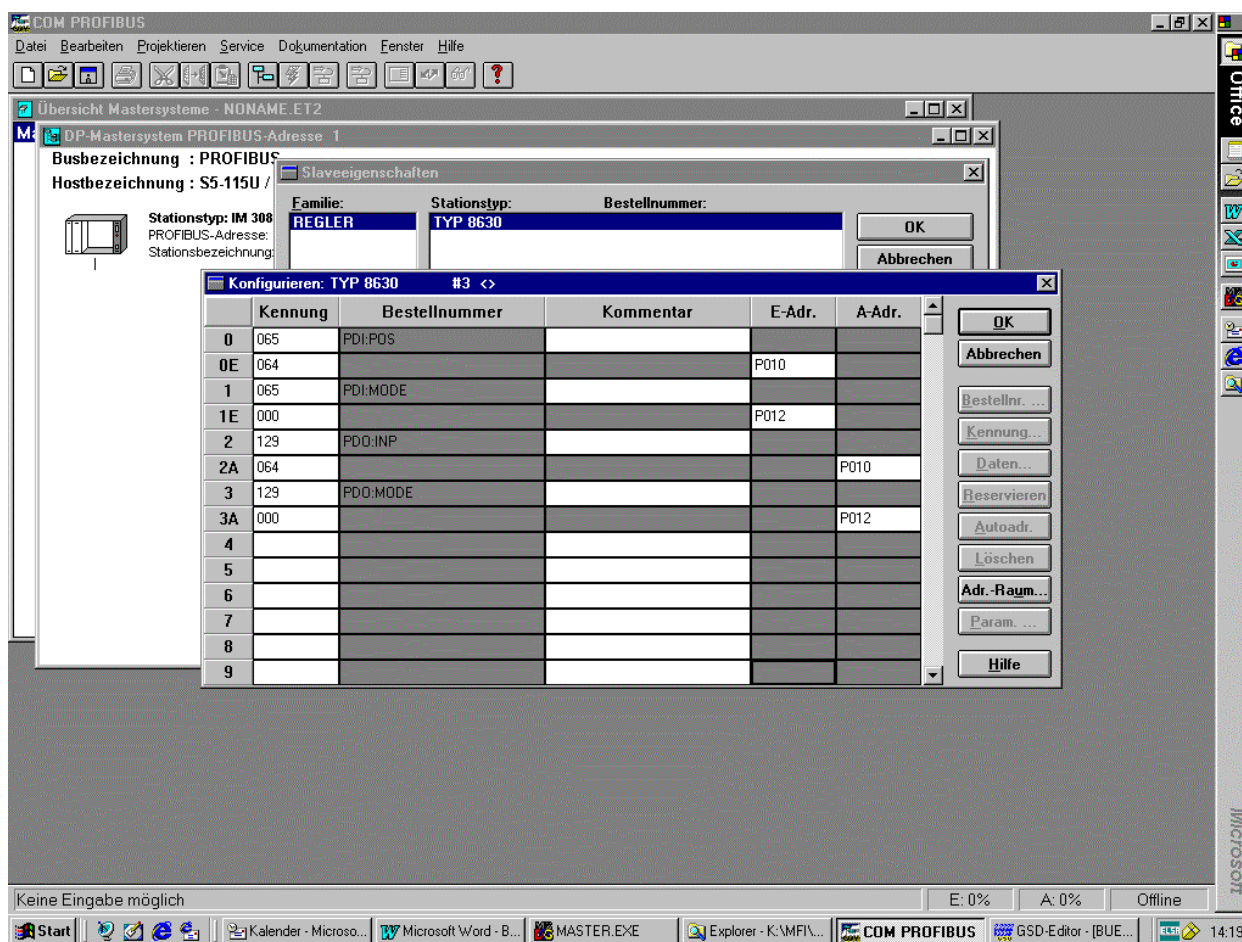 COM PROFIBUS
Datei Bearbeiten Projektieren Service Dokumentation Fenster Hilfe
Übersicht Mastersysteme - NONAME.ET2
Ma
DP-Mastersystem PROFIBUS-Adresse 1
Busbezeichnung : PROFIBUS
Hostbezeichnung : S5-115U /
Stationstyp: IM 308
PROFIBUS-Adresse:
Stationsbezeichnung:
Slaveeigenschaften
Familie: Stationstyp: Bestellnummer:
REGLER TYP 8630
OK
Abbrechen
Konfigurieren: TYP 8630 #3 <>
Kennung Bestellnummer Kommentar E-Adr. A-Adr.
0 065 PDI:POS
0E 064 P010
1 065 PDI:MODE
1E 000 P012
2 129 PDO:INP
2A 064 P010
3 129 PDO:MODE
3A 000 P012
4
5
6
7
8
9
OK
Abbrechen
Bestellnr. ...
Kennung...
Daten...
Reservieren
Autoadr.
Löschen
Adr.-Raum...
Param. ...
Hilfe
Office
Microsoft
Keine Eingabe möglich E: 0% A: 0% Offline
Start Kalender - Microso... Microsoft Word - B... MASTER.EXE Explorer - K:\MFI\... COM PROFIBUS GSD-Editor - [BUE... ELSA 14:19